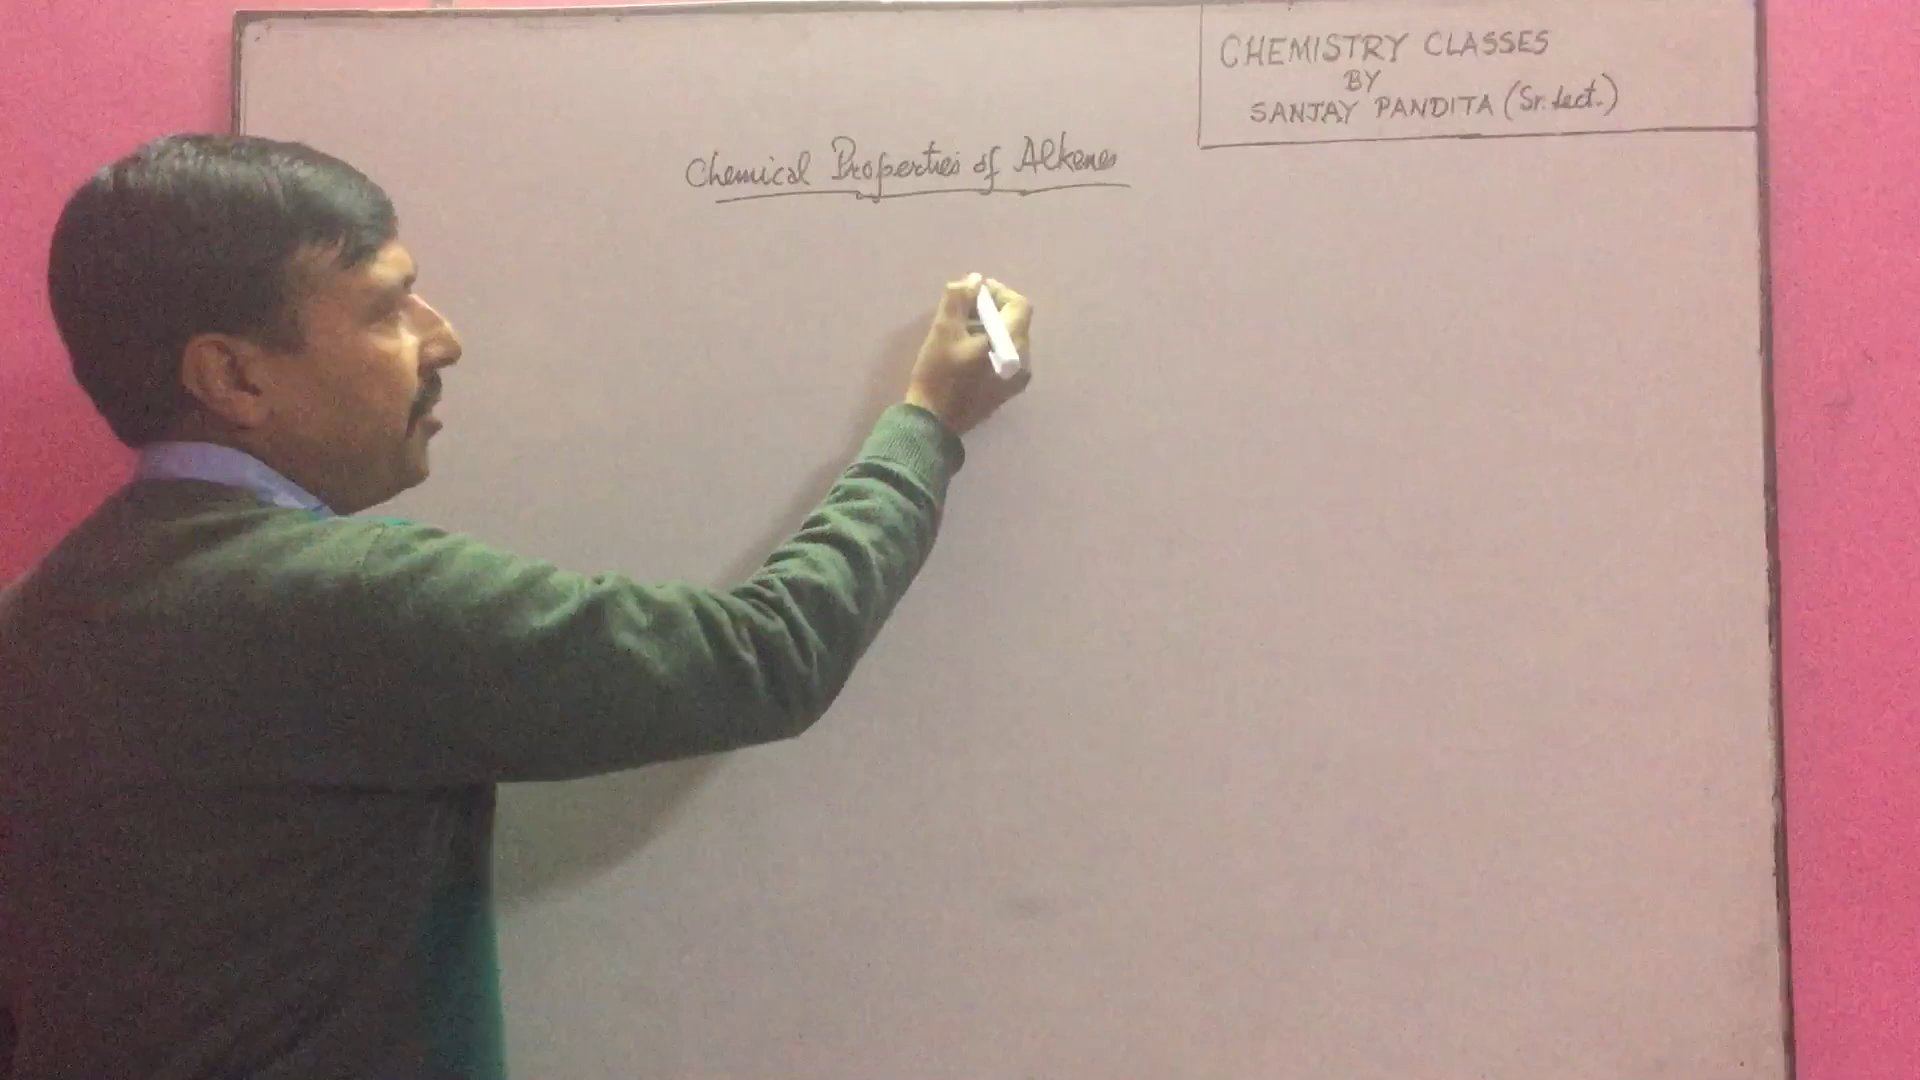 CHEMISTRY CLASSES
BY
SANJAY PANDITA (Sr. Lect.)
Chemical Properties of Alkenes